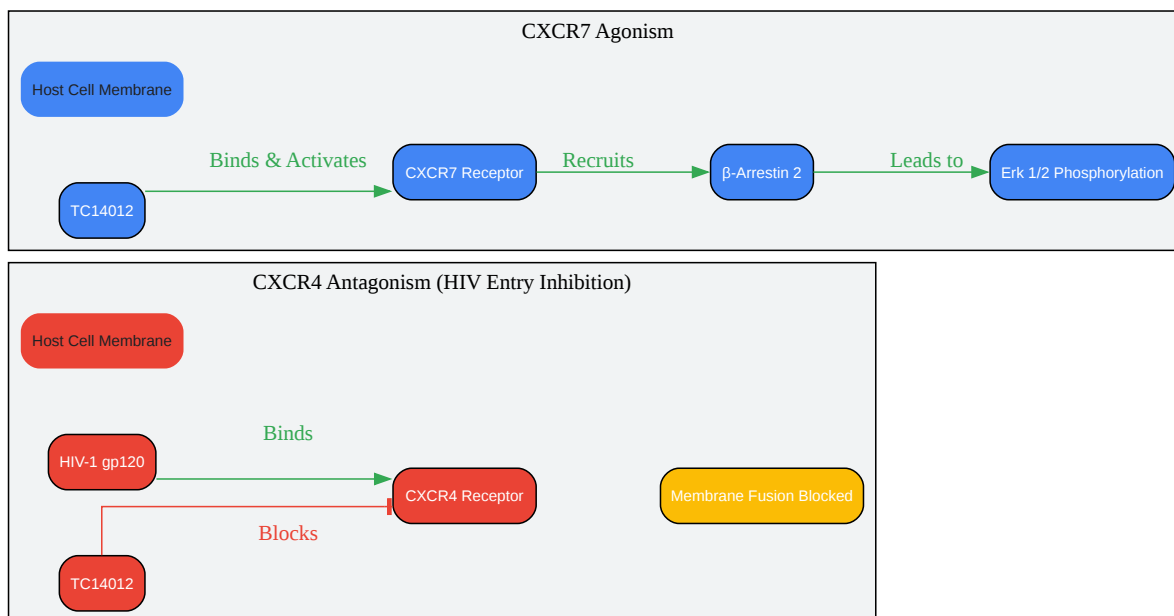 CXCR7 Agonism
Host Cell Membrane
Binds & Activates
Recruits
Leads to
CXCR7 Receptor
β-Arrestin 2
Erk 1/2 Phosphorylation
TC14012
CXCR4 Antagonism (HIV Entry Inhibition)
Host Cell Membrane
Binds
HIV-1 gp120
CXCR4 Receptor
Membrane Fusion Blocked
Blocks
TC14012